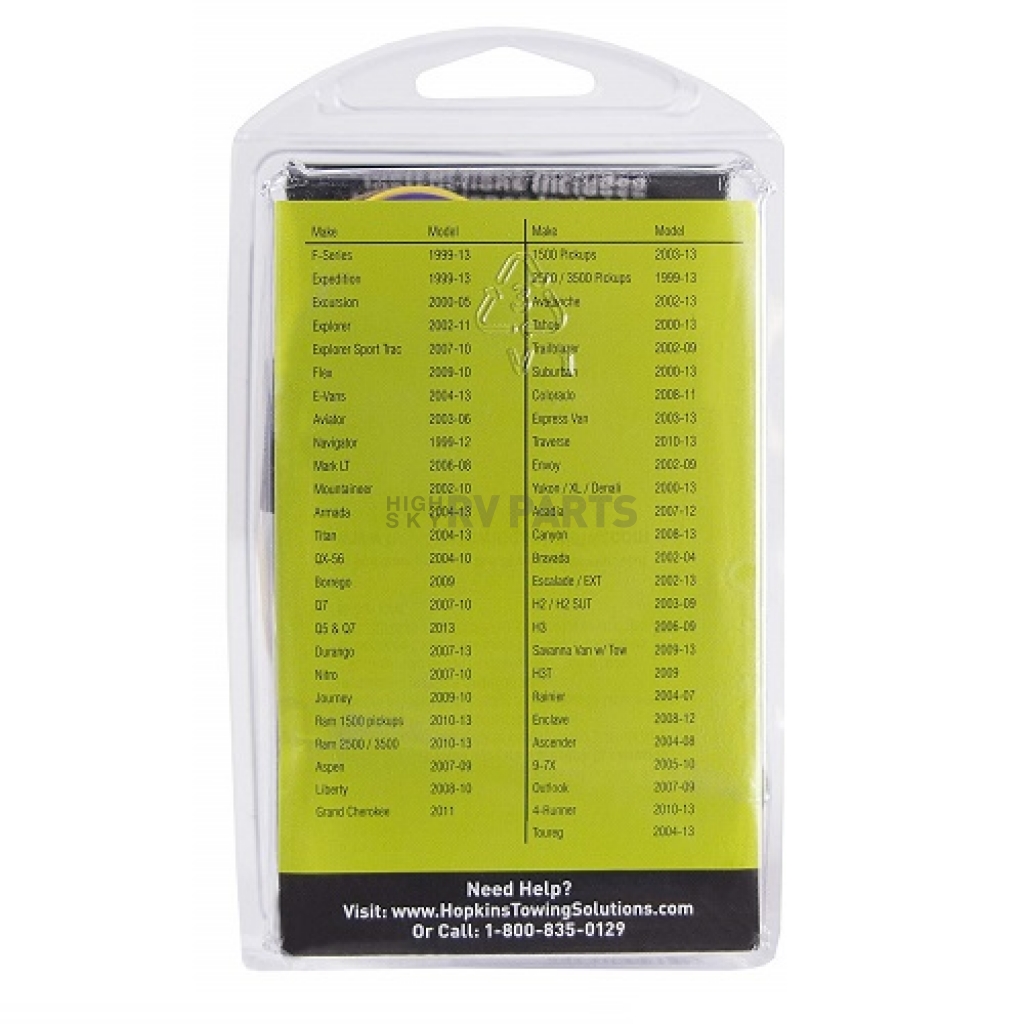 Make Model Make Model
F-Series 1999-13 1500 Pickups 2003-13
Expedition 1999-13 2500 / 3500 Pickups 1999-13
Excursion 2000-05 Avalanche 2002-13
Explorer 2002-11 Tahoe 2000-13
Explorer Sport Trac 2007-10 Trailblazer 2002-09
Flex 2009-10 Suburban 2000-13
E-Vans 2004-13 Colorado 2008-11
Aviator 2003-06 Express Van 2003-13
Navigator 1999-12 Traverse 2010-13
Mark LT 2006-08 Envoy 2002-09
Mountaineer 2002-10 Yukon / XL / Denali 2000-13
Armada 2004-13 Acadia 2007-12
Titan 2004-13 Canyon 2008-13
QX-56 2004-10 Bravada 2002-04
Borrego 2009 Escalade / EXT 2002-13
Q7 2007-10 H2 / H2 SUT 2003-09
Q5 & Q7 2013 H3 2006-09
Durango 2007-13 Savanna Van w/ Tow 2009-13
Nitro 2007-10 H3T 2009
Journey 2009-10 Rainier 2004-07
Ram 1500 pickups 2010-13 Enclave 2008-12
Ram 2500 / 3500 2010-13 Ascender 2004-08
Aspen 2007-09 9-7X 2005-10
Liberty 2008-10 Outlook 2007-09
Grand Cherokee 2011 4-Runner 2010-13
Toureg 2004-13
HIGH SKY RV PARTS
Need Help?
Visit: www.HopkinsTowingSolutions.com
Or Call: 1-800-835-0129